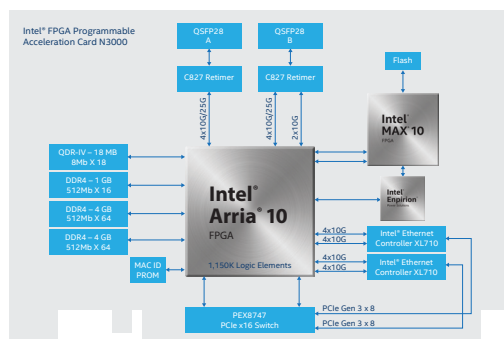 Intel® FPGA Programmable
Acceleration Card N3000
QSFP28
A
QSFP28
B
C827 Retimer
C827 Retimer
Flash
4x10G/25G
4x10G/25G
2x10G
Intel®
MAX® 10
FPGA
QDR-IV – 18 MB
8Mb X 18
DDR4 – 1 GB
512Mb X 16
DDR4 – 4 GB
512Mb X 64
DDR4 – 4 GB
512Mb X 64
MAC ID
PROM
Intel®
Arria® 10
FPGA
1,150K Logic Elements
Intel
Enpirion
4x10G
4x10G
4x10G
4x10G
Intel® Ethernet
Controller XL710
Intel® Ethernet
Controller XL710
PEX8747
PCIe x16 Switch
PCIe Gen 3 x 8
PCIe Gen 3 x 8